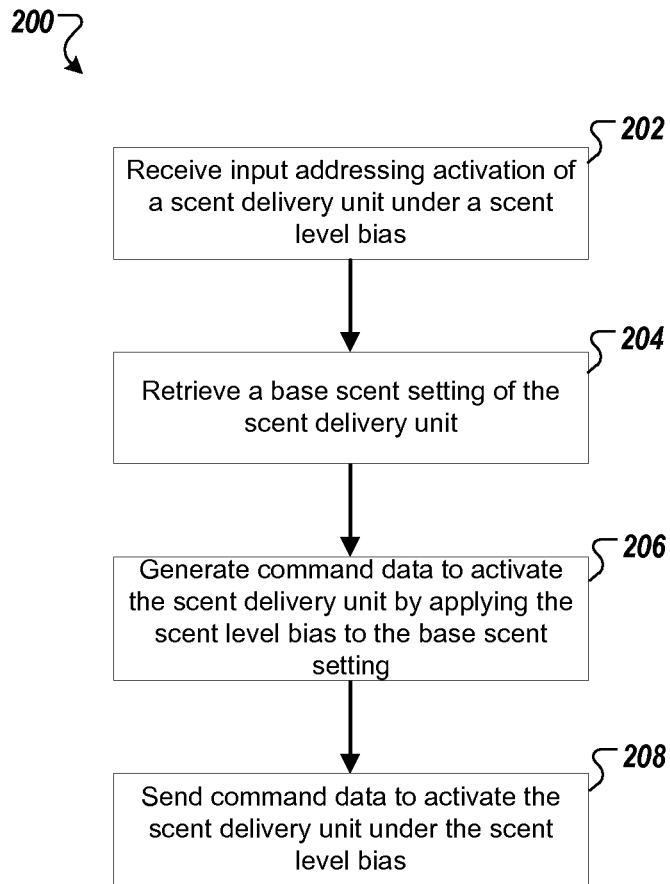 200
202
Receive input addressing activation of
a scent delivery unit under a scent
level bias
204
Retrieve a base scent setting of the
scent delivery unit
206
Generate command data to activate
the scent delivery unit by applying the
scent level bias to the base scent
setting
208
Send command data to activate the
scent delivery unit under the scent
level bias